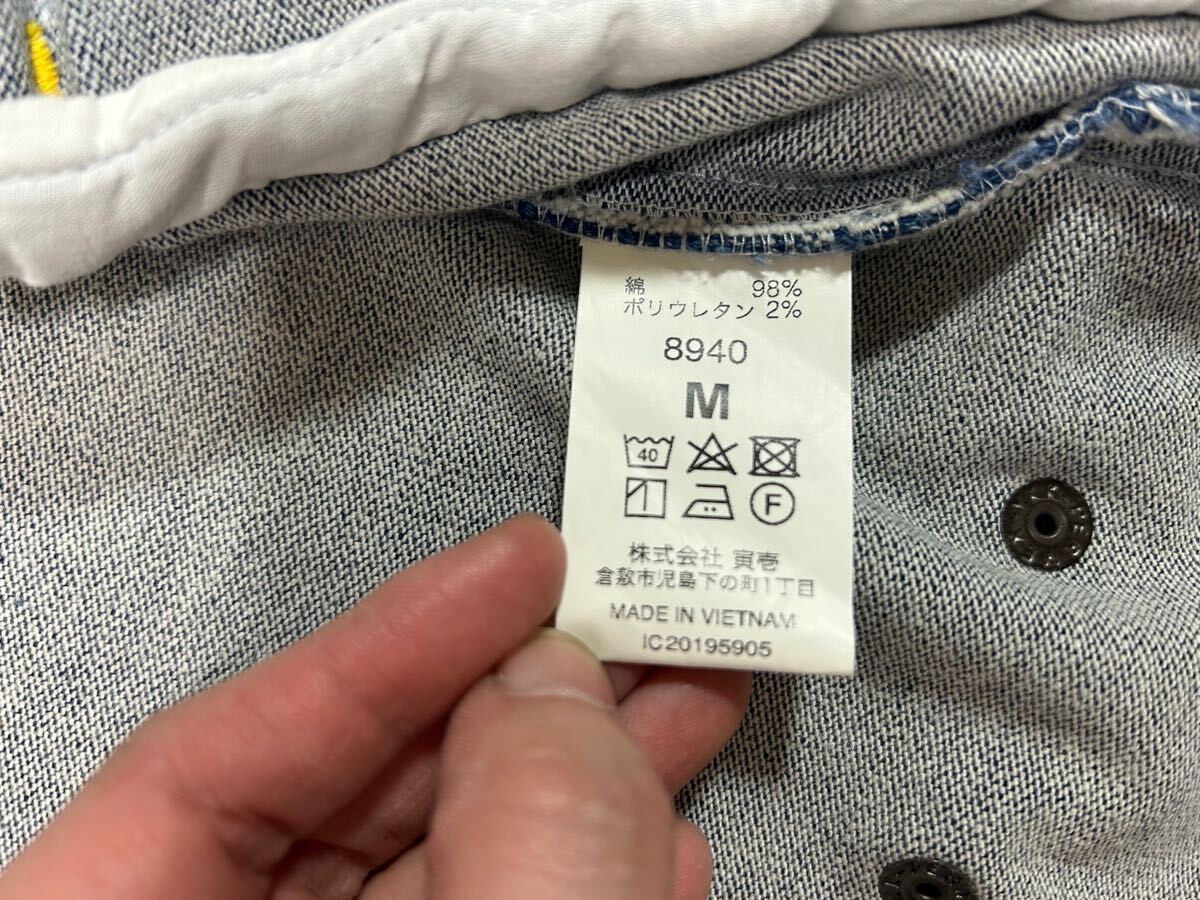 綿 98%
ポリウレタン 2%
8940
M
40
F
株式会社 寅壱
倉敷市児島下の町1丁目
MADE IN VIETNAM
IC20195905